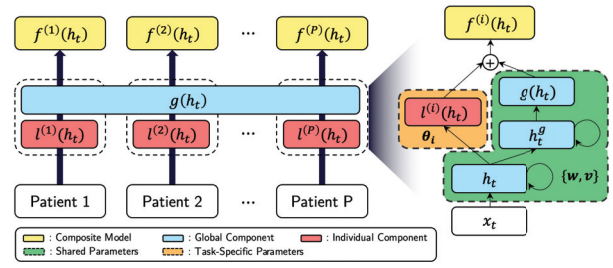 f^{(1)}(h_t) f^{(2)}(h_t) ... f^{(P)}(h_t)
g(h_t)
l^{(1)}(h_t) l^{(2)}(h_t) ... l^{(P)}(h_t)
Patient 1 Patient 2 ... Patient P
f^{(i)}(h_t)
+
g(h_t)
l^{(i)}(h_t)
θ_i
h_t^g
h_t
{w, v}
x_t
: Composite Model : Global Component : Individual Component
: Shared Parameters : Task-Specific Parameters